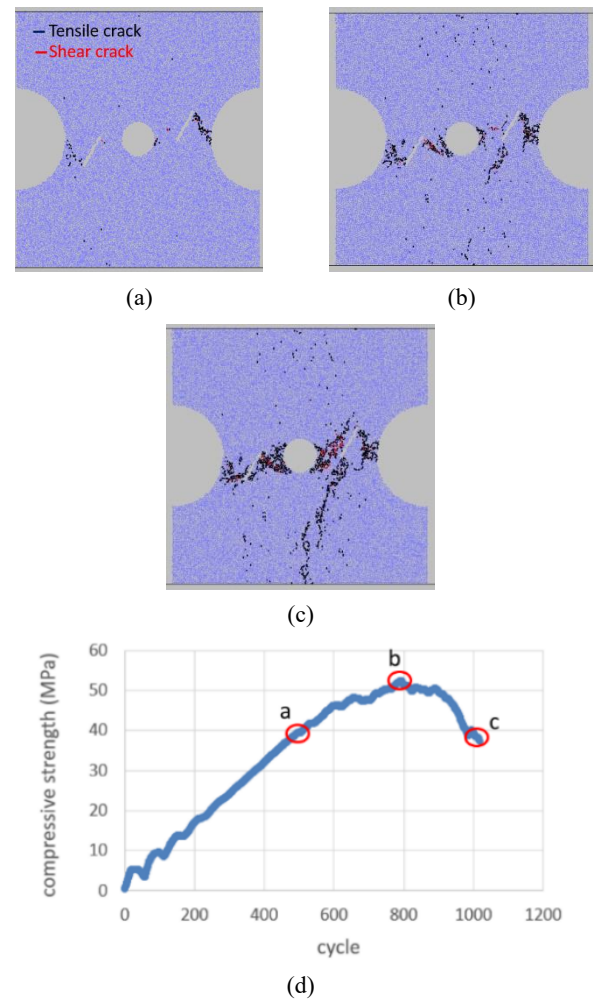 Tensile crack
Shear crack
(a)
(b)
(c)
60
50
40
30
20
10
0
compressive strength (MPa)
a
b
c
0 200 400 600 800 1000 1200
cycle
(d)